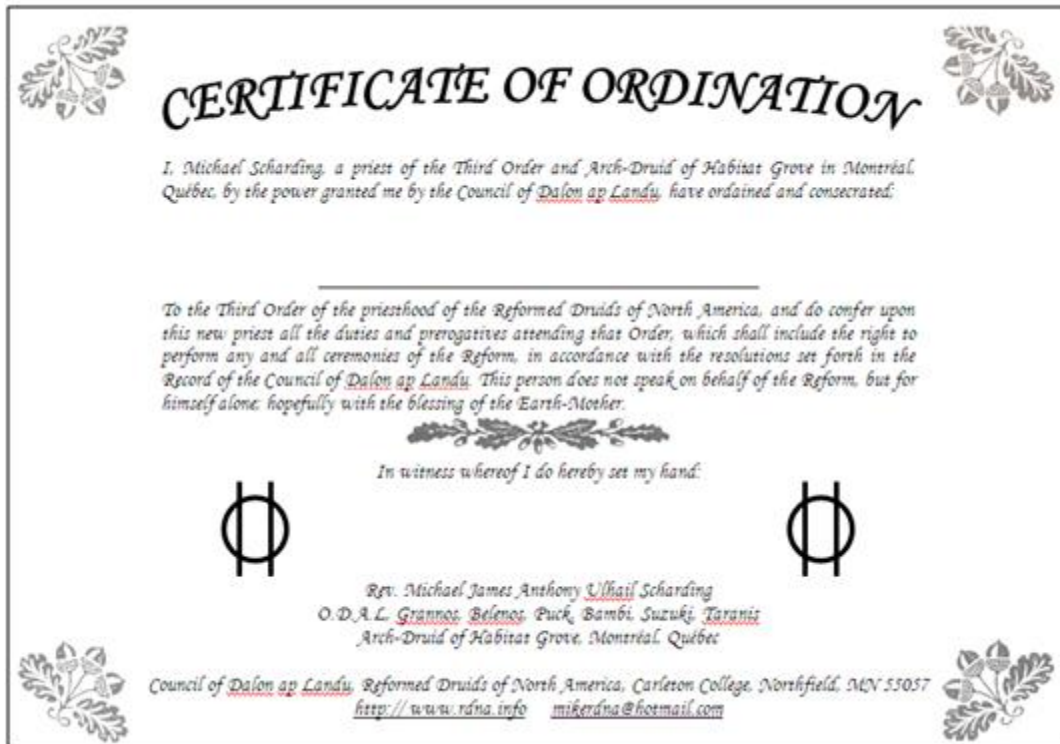 CERTIFICATE OF ORDINATION
I, Michael Scharding, a priest of the Third Order and Arch-Druid of Habitat Grove in Montréal,
Québec, by the power granted me by the Council of Dalon ap Landu, have ordained and consecrated;
To the Third Order of the priesthood of the Reformed Druids of North America, and do confer upon
this new priest all the duties and prerogatives attending that Order, which shall include the right to
perform any and all ceremonies of the Reform, in accordance with the resolutions set forth in the
Record of the Council of Dalon ap Landu. This person does not speak on behalf of the Reform, but for
himself alone; hopefully with the blessing of the Earth-Mother.
In witness whereof I do hereby set my hand:
Rev. Michael James Anthony Ulhail Scharding
O.D.A.L. Grannos, Belenos, Puck, Bambi, Suzuki, Taranis
Arch-Druid of Habitat Grove, Montréal, Québec
Council of Dalon ap Landu, Reformed Druids of North America, Carleton College, Northfield, MN 55057
http:// www.rdna.info mikerdna@hotmail.com